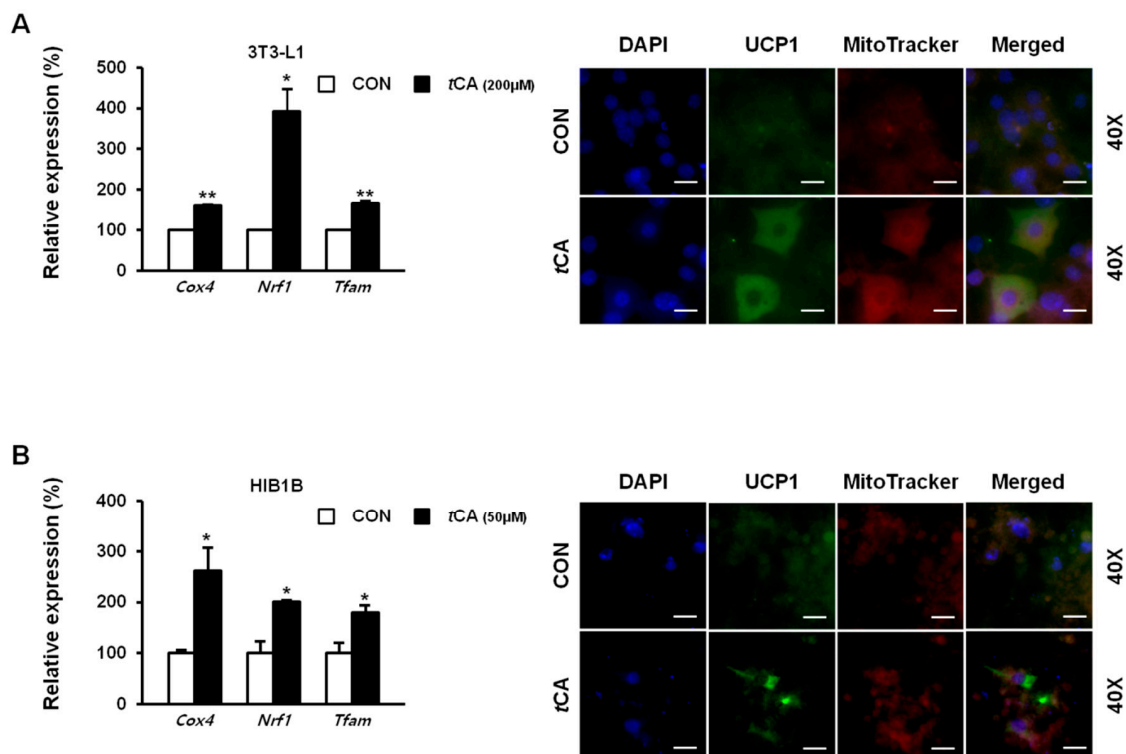 A
3T3-L1
Relative expression (%)
500
400
300
200
100
0
CON
tCA (200μM)
**
*
**
Cox4
Nrf1
Tfam
DAPI
UCP1
MitoTracker
Merged
CON
40X
tCA
40X
B
HIB1B
Relative expression (%)
400
300
200
100
0
CON
tCA (50μM)
*
*
*
Cox4
Nrf1
Tfam
DAPI
UCP1
MitoTracker
Merged
CON
40X
tCA
40X